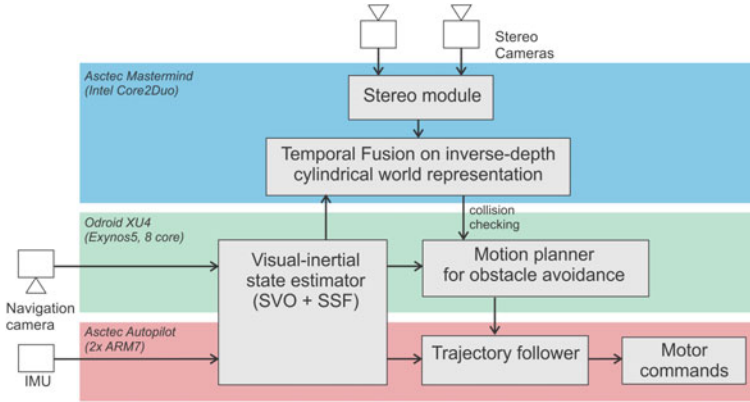 Stereo
Cameras
Asctec Mastermind
(Intel Core2Duo)
Stereo module
Temporal Fusion on inverse-depth
cylindrical world representation
collision
checking
Odroid XU4
(Exynos5, 8 core)
Visual-inertial
state estimator
(SVO + SSF)
Motion planner
for obstacle avoidance
Navigation
camera
Asctec Autopilot
(2x ARM7)
IMU
Trajectory follower
Motor
commands